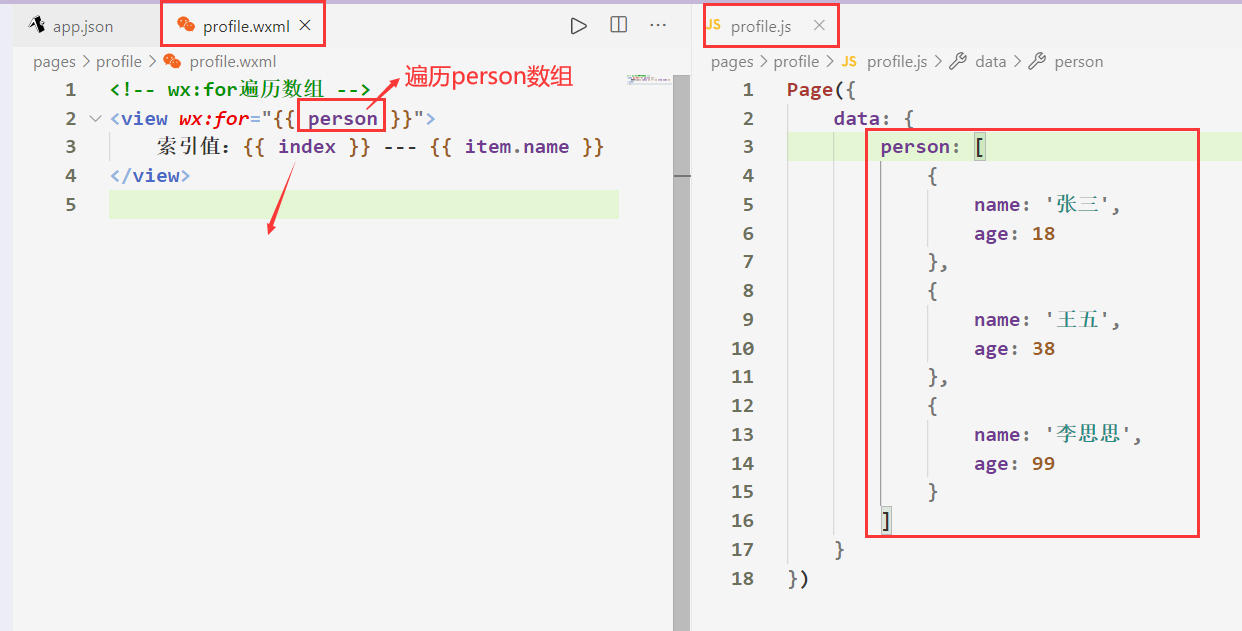 app.json
profile.wxml
pages > profile > profile.wxml
遍历person数组
1 <!-- wx:for遍历数组 -->
2 <view wx:for="{{ person }}">
3 索引值：{{ index }} --- {{ item.name }}
4 </view>
5
JS profile.js
pages > profile > JS profile.js > data > person
1 Page({
2 data: {
3 person: [
4 {
5 name: '张三',
6 age: 18
7 },
8 {
9 name: '王五',
10 age: 38
11 },
12 {
13 name: '李思思',
14 age: 99
15 }
16 ]
17 }
18 })